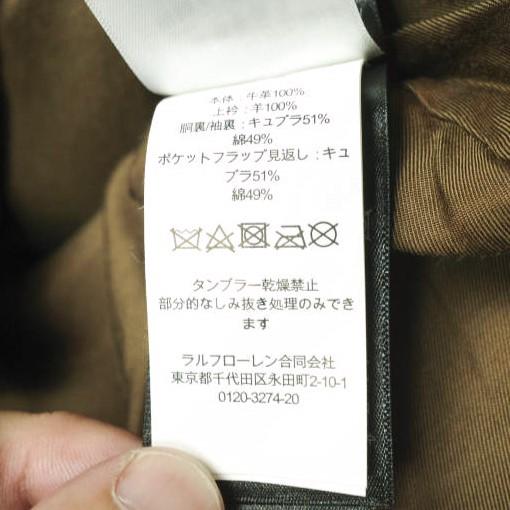 本体 : 牛革100%
上衿 : 羊100%
胴裏/袖裏 : キュプラ51%
綿49%
ポケットフラップ見返し : キュ
プラ51%
綿49%
タンブラー乾燥禁止
部分的なしみ抜き処理のみでき
ます
ラルフローレン合同会社
東京都千代田区永田町2-10-1
0120-3274-20